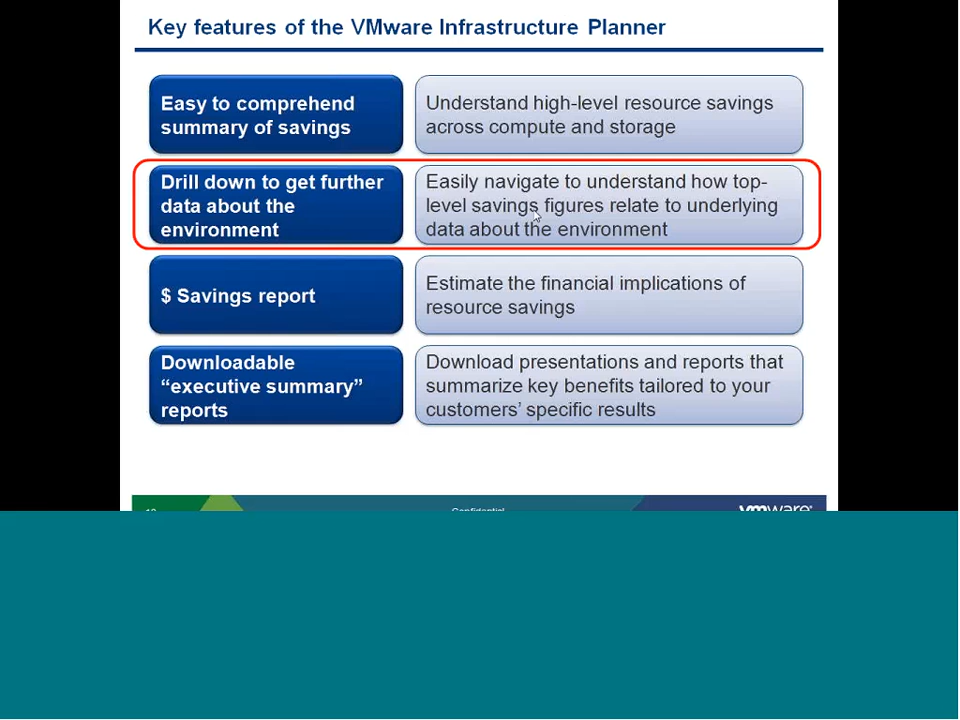 Key features of the VMware Infrastructure Planner
Easy to comprehend
summary of savings
Understand high-level resource savings
across compute and storage
Drill down to get further
data about the
environment
Easily navigate to understand how top-
level savings figures relate to underlying
data about the environment
$ Savings report
Estimate the financial implications of
resource savings
Downloadable
“executive summary”
reports
Download presentations and reports that
summarize key benefits tailored to your
customers’ specific results
Confidential
vmware